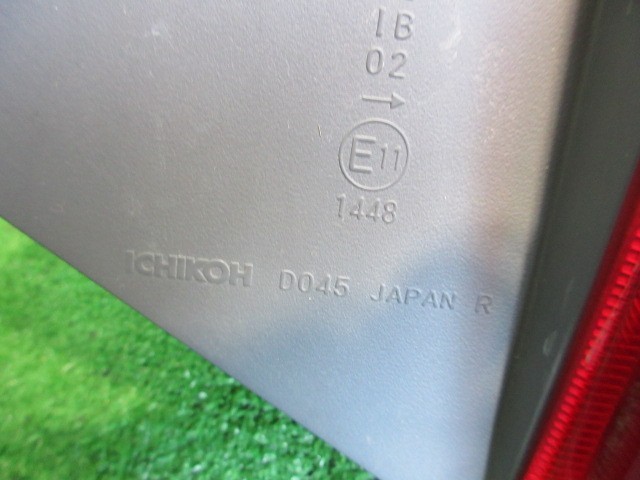 IB
02
→
E11
1448
ICHIKOH D045 JAPAN R